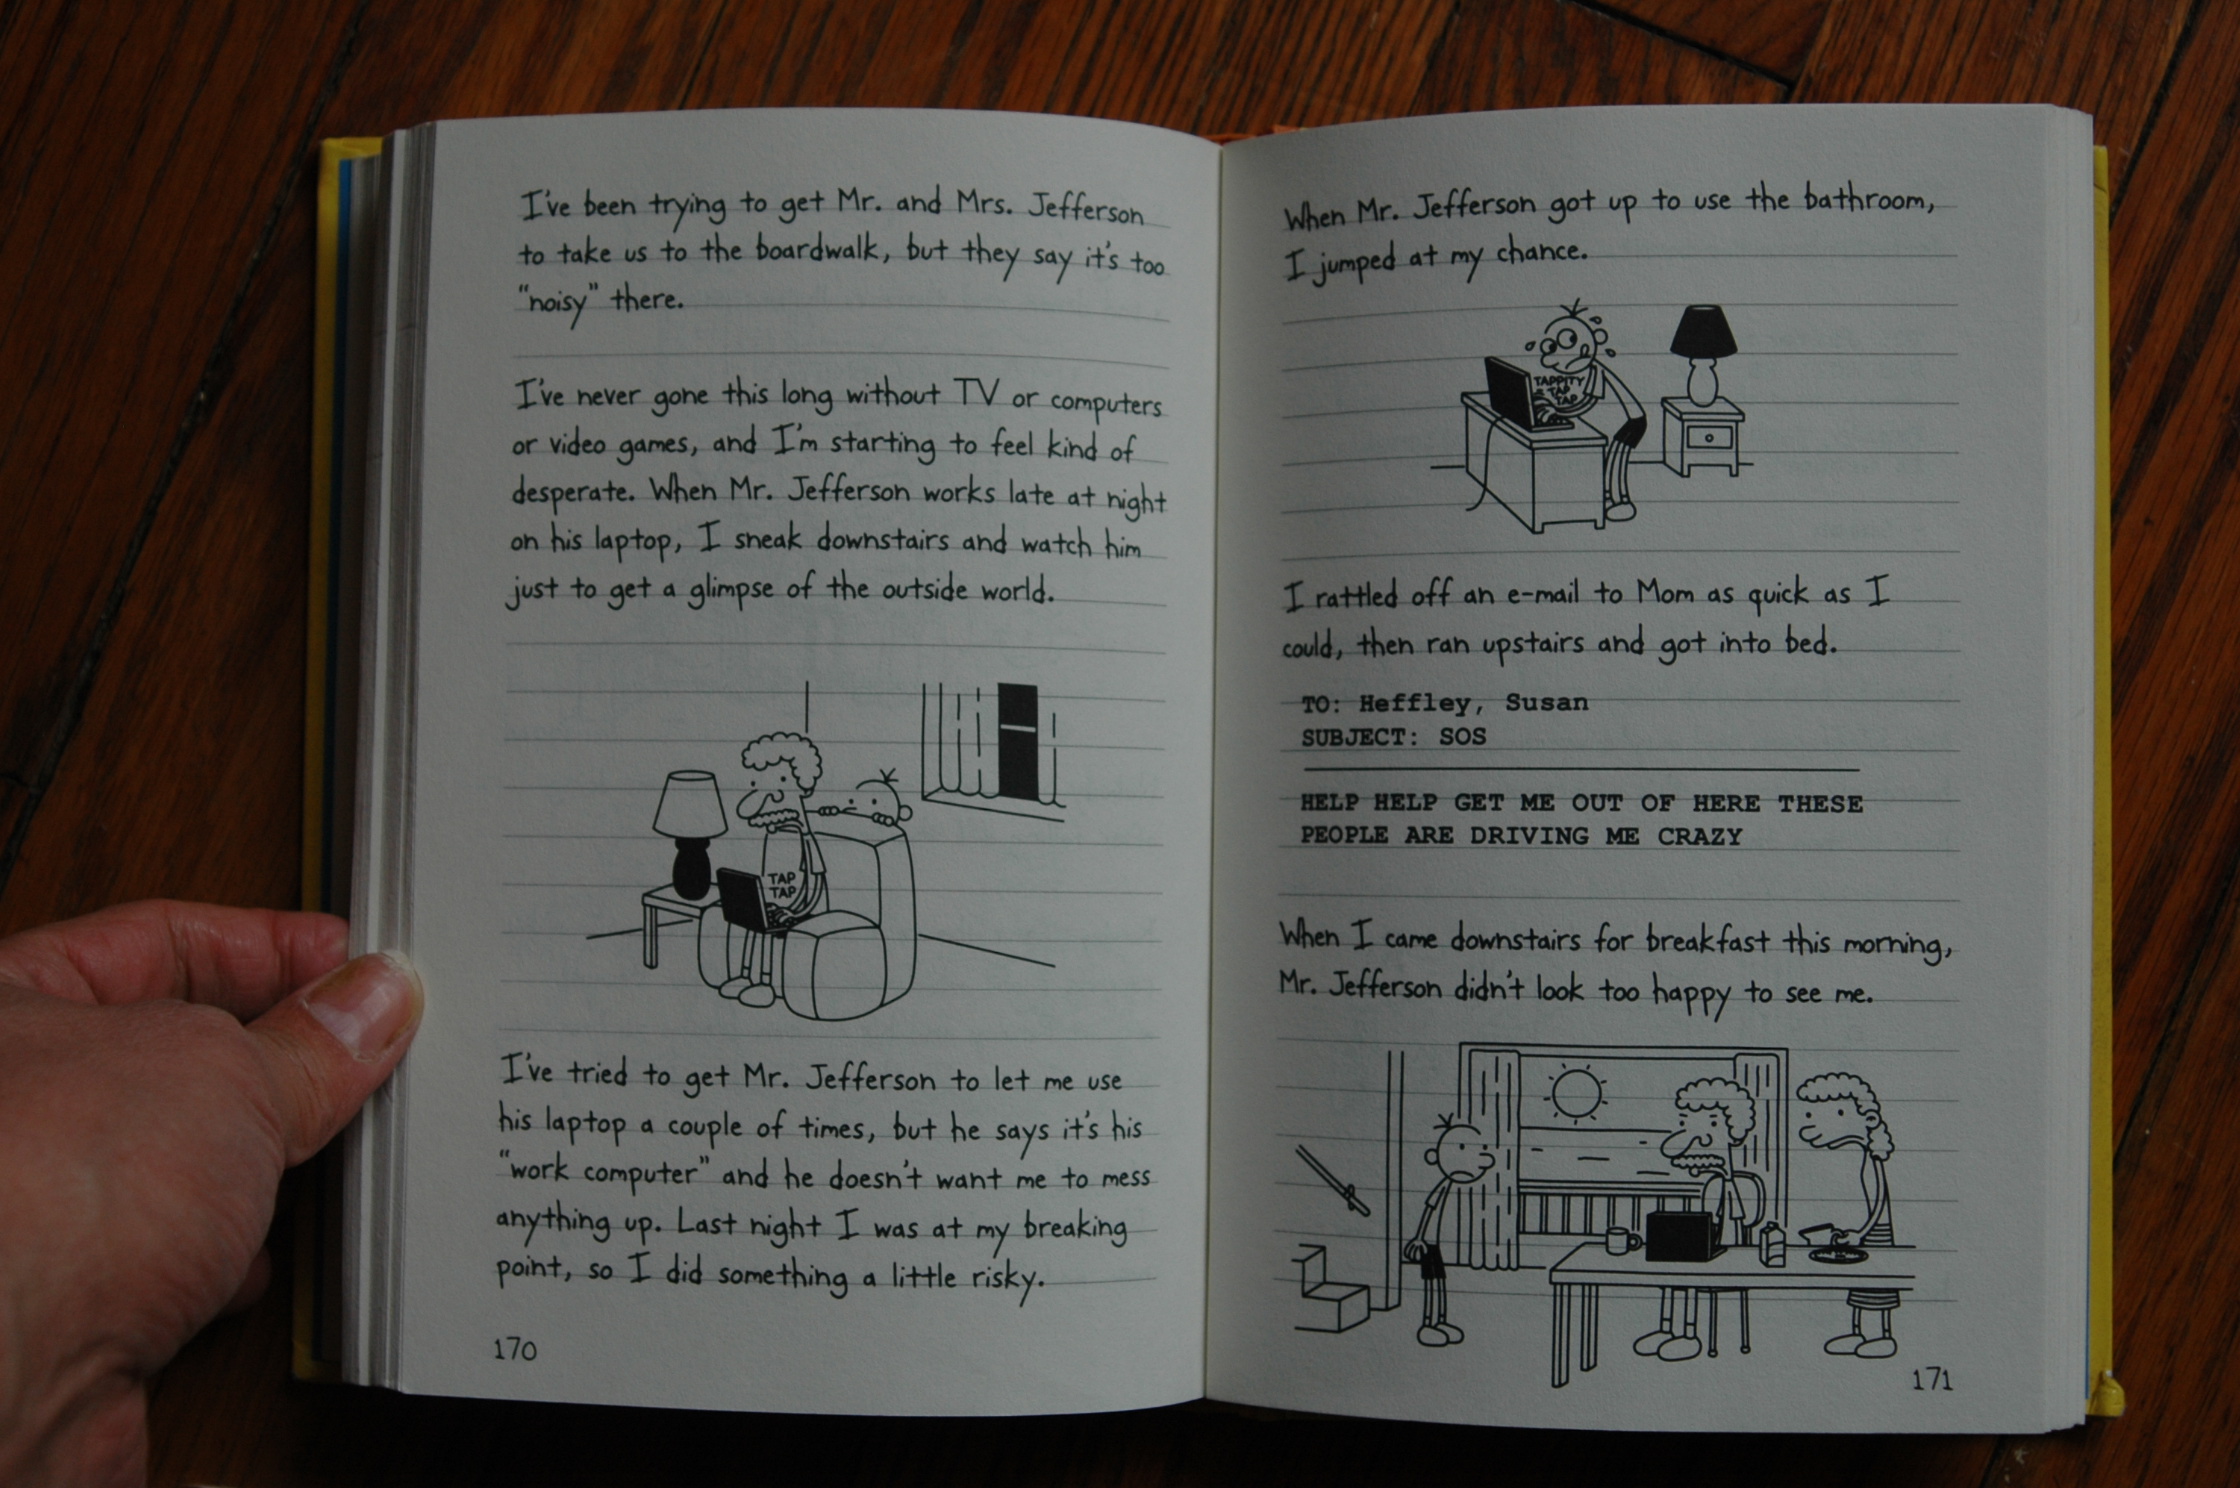 I've been trying to get Mr. and Mrs. Jefferson
to take us to the boardwalk, but they say it's too
"noisy" there.
I've never gone this long without TV or computers
or video games, and I'm starting to feel kind of
desperate. When Mr. Jefferson works late at night
on his laptop, I sneak downstairs and watch him
just to get a glimpse of the outside world.
TAP
TAP
I've tried to get Mr. Jefferson to let me use
his laptop a couple of times, but he says it's his
"work computer" and he doesn't want me to mess
anything up. Last night I was at my breaking
point, so I did something a little risky.
170
When Mr. Jefferson got up to use the bathroom,
I jumped at my chance.
TAPPITY
TAP
TAP
I rattled off an e-mail to Mom as quick as I
could, then ran upstairs and got into bed.
TO: Heffley, Susan
SUBJECT: SOS
HELP HELP GET ME OUT OF HERE THESE
PEOPLE ARE DRIVING ME CRAZY
When I came downstairs for breakfast this morning,
Mr. Jefferson didn't look too happy to see me.
171